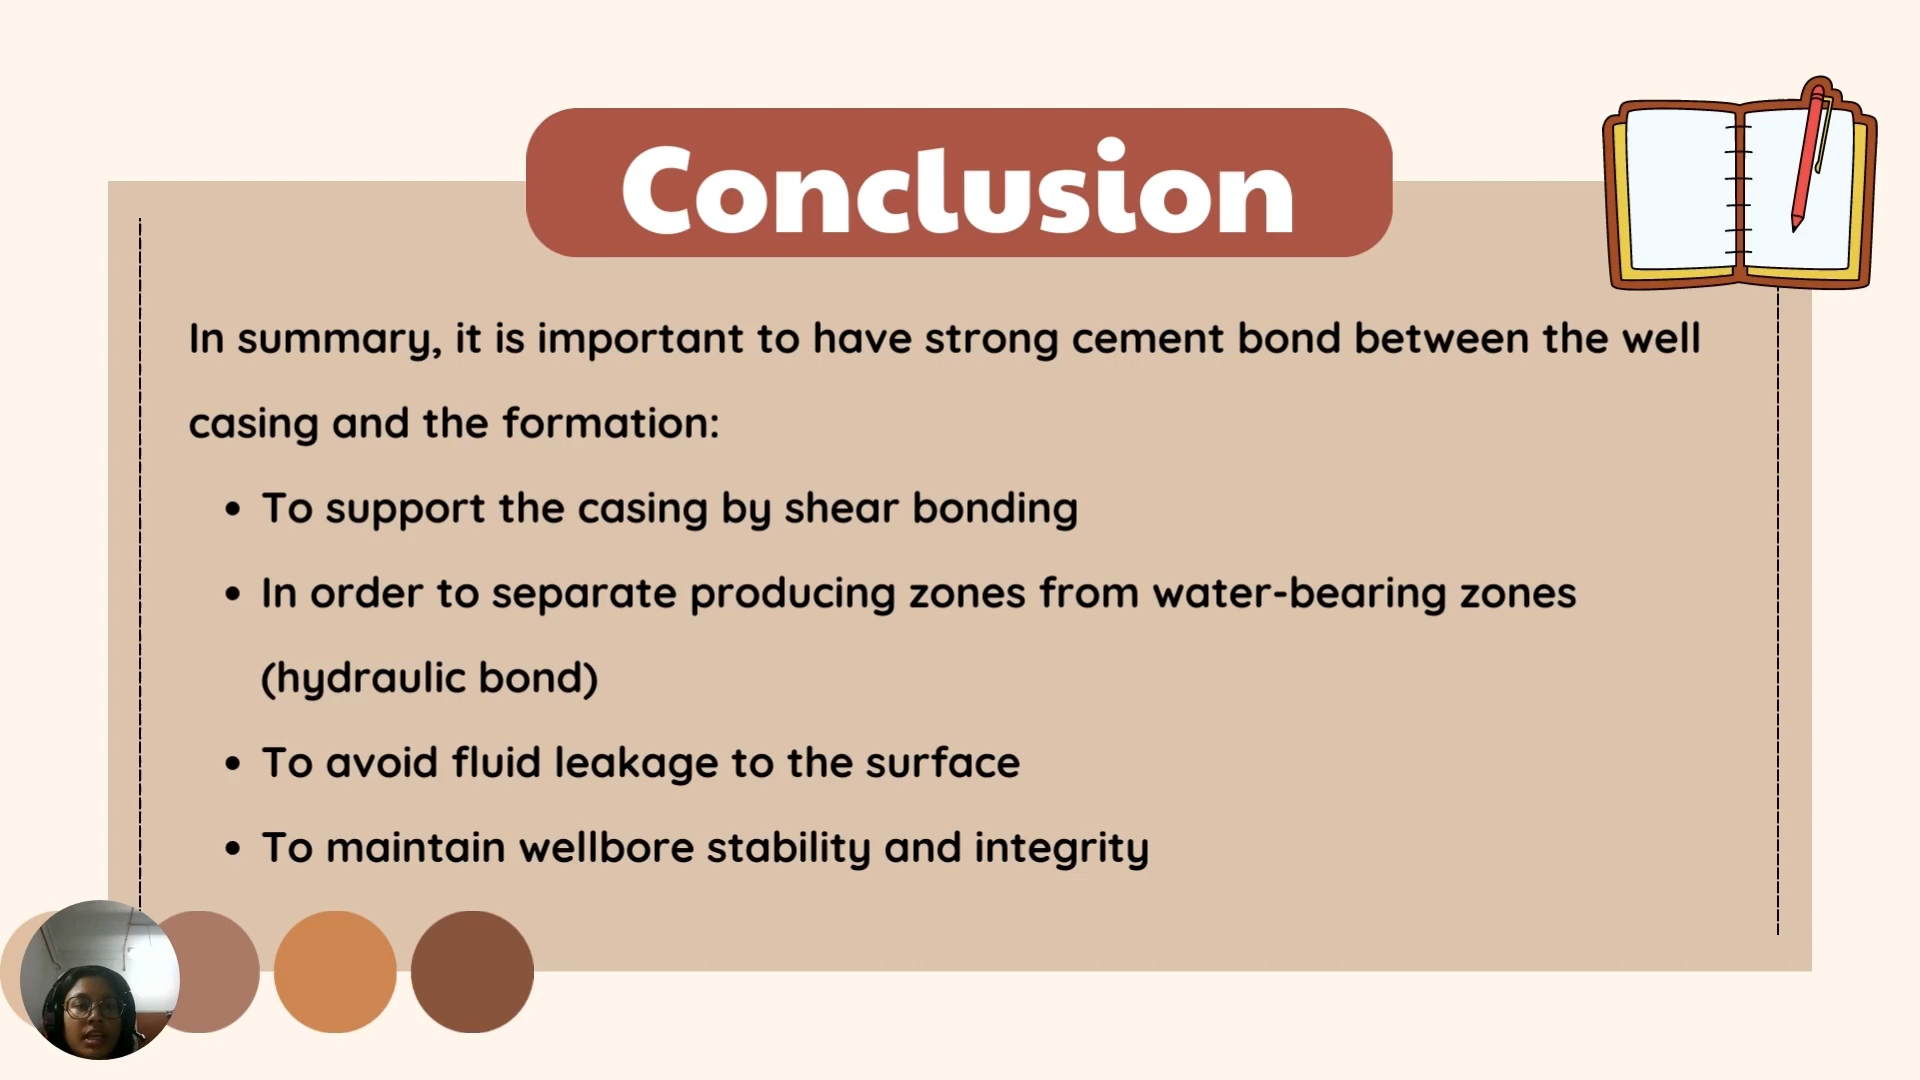 Conclusion
In summary, it is important to have strong cement bond between the well
casing and the formation:
• To support the casing by shear bonding
• In order to separate producing zones from water-bearing zones
(hydraulic bond)
• To avoid fluid leakage to the surface
• To maintain wellbore stability and integrity